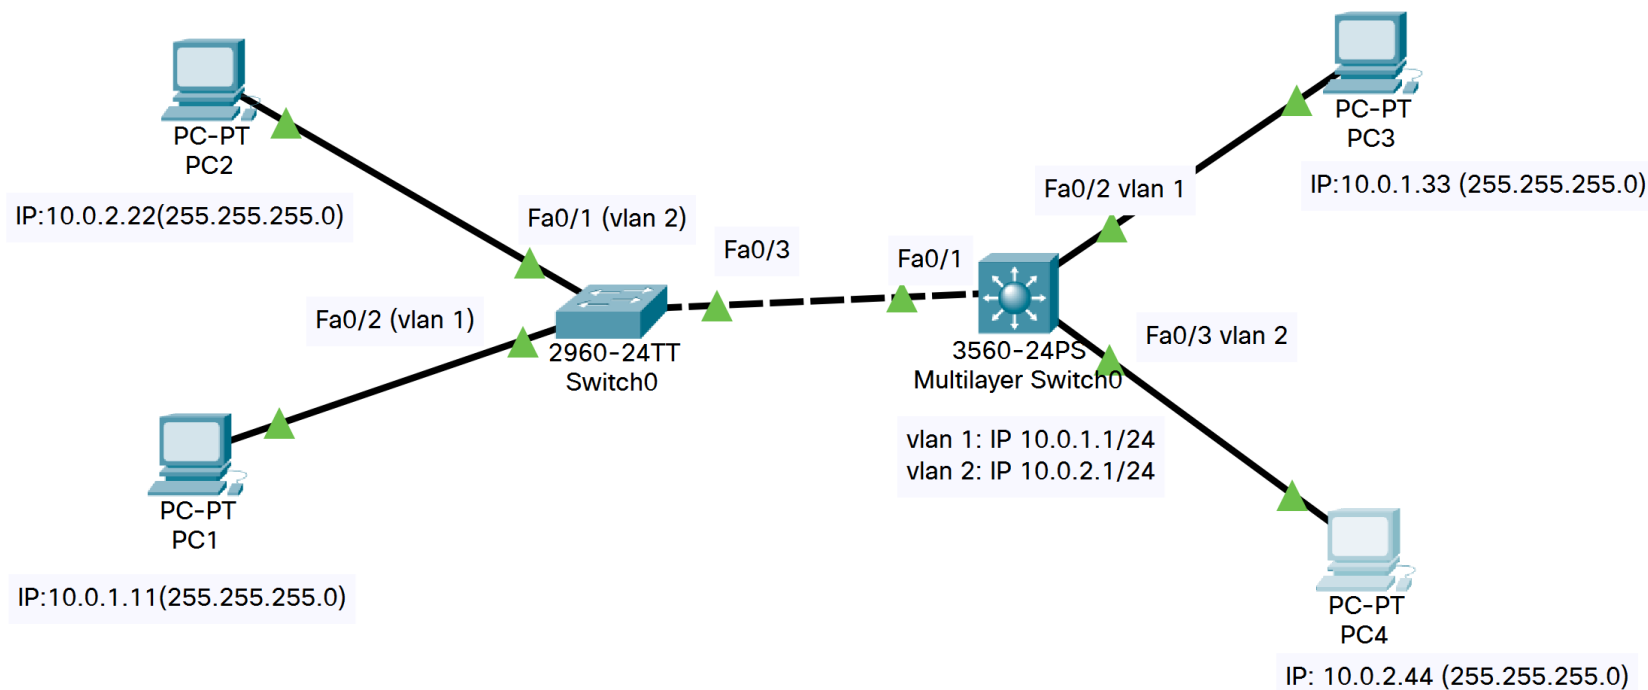 PC-PT
PC2
IP:10.0.2.22(255.255.255.0)
Fa0/1 (vlan 2)
Fa0/2 (vlan 1)
Fa0/3
2960-24TT
Switch0
PC-PT
PC1
IP:10.0.1.11(255.255.255.0)
Fa0/1
Fa0/2 vlan 1
PC-PT
PC3
IP:10.0.1.33 (255.255.255.0)
Fa0/3 vlan 2
3560-24PS
Multilayer Switch0
vlan 1: IP 10.0.1.1/24
vlan 2: IP 10.0.2.1/24
PC-PT
PC4
IP: 10.0.2.44 (255.255.255.0)